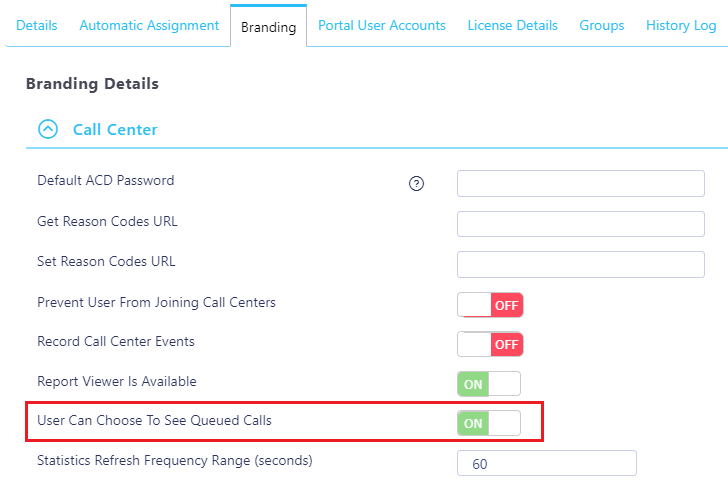 Details Automatic Assignment Branding Portal User Accounts License Details Groups History Log
Branding Details
Call Center
Default ACD Password ?
Get Reason Codes URL
Set Reason Codes URL
Prevent User From Joining Call Centers OFF
Record Call Center Events OFF
Report Viewer Is Available ON
User Can Choose To See Queued Calls ON
Statistics Refresh Frequency Range (seconds) 60